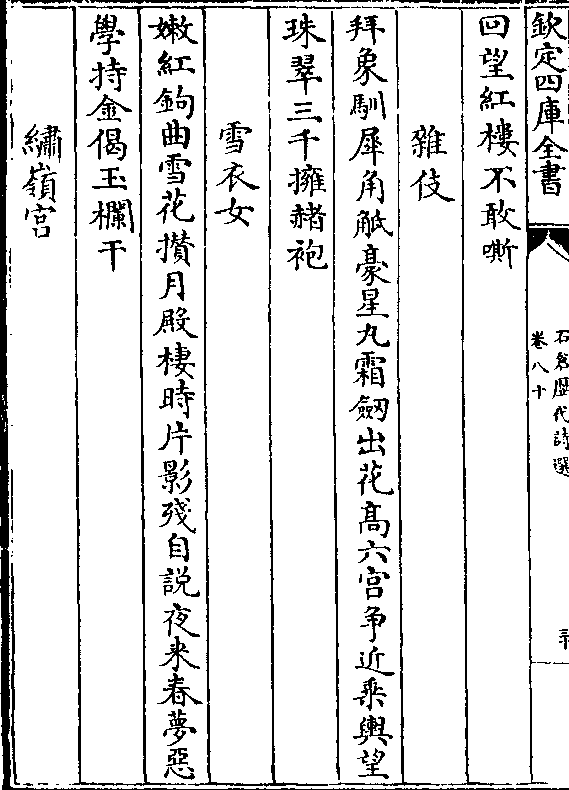 欽定四庫全書
石倉歷代詩選
卷八十
回望紅樓不敢嘶
雜伎
拜象馴犀角觝豪星丸霜劒出花髙六宫争近乘輿望
珠翠三千擁赭袍
雪衣女
嫩紅鉤曲雪花攢月殿棲時片影殘自説夜来春夢惡
學持金偈玉欄干
繡嶺宫